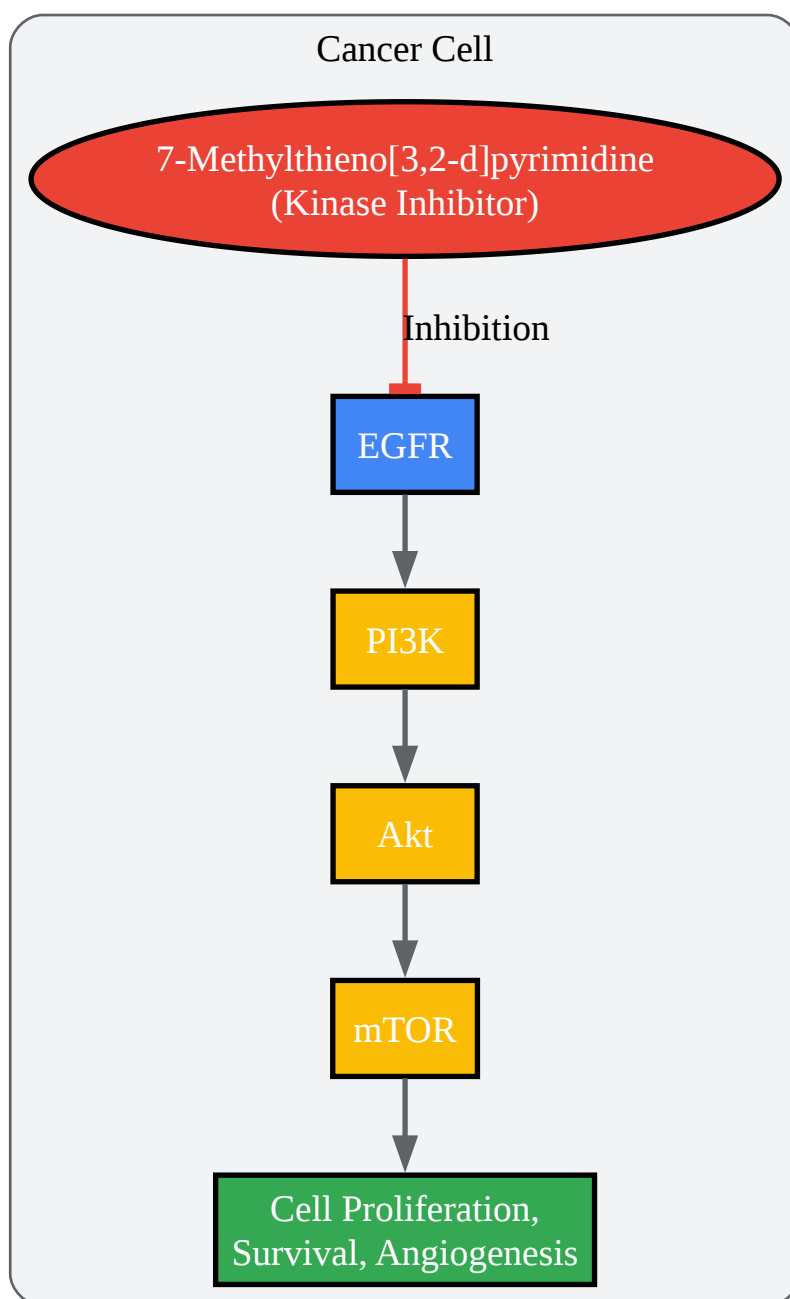 Cancer Cell
7-Methylthieno[3,2-d]pyrimidine
(Kinase Inhibitor)
Inhibition
EGFR
PI3K
Akt
mTOR
Cell Proliferation,
Survival, Angiogenesis